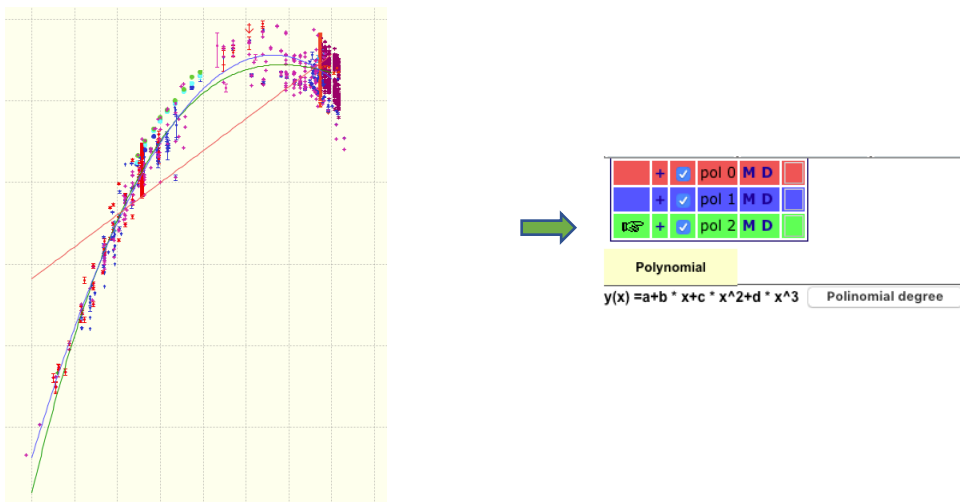 + pol 0 M D
+ pol 1 M D
+ pol 2 M D
Polynomial
y(x) =a+b * x+c * x^2+d * x^3 Polinomial degree